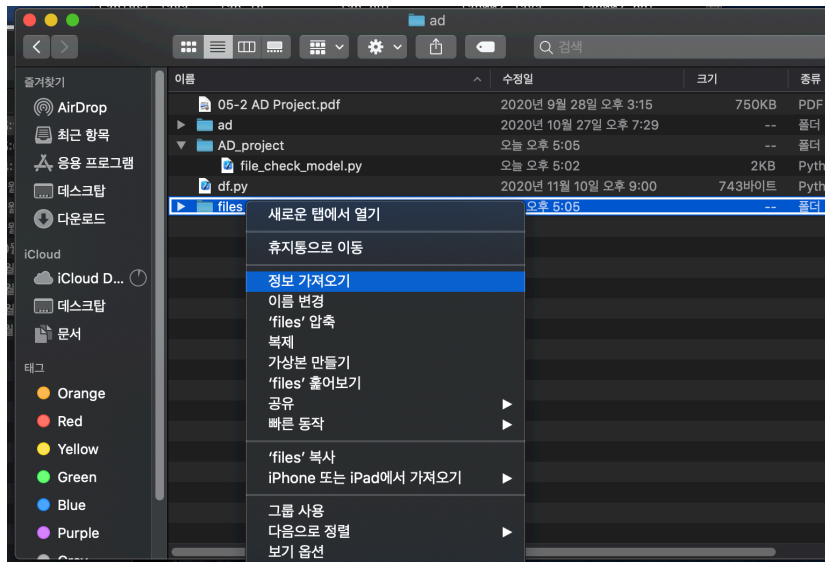 ad
검색
즐겨찾기
AirDrop
최근 항목
응용 프로그램
데스크탑
다운로드
iCloud
iCloud D...
데스크탑
문서
태그
Orange
Red
Yellow
Green
Blue
Purple
이름 수정일 크기 종류
05-2 AD Project.pdf 2020년 9월 28일 오후 3:15 750KB PDF
ad 2020년 10월 27일 오후 7:29 -- 폴더
AD_project 오늘 오후 5:05 -- 폴더
file_check_model.py 오늘 오후 5:02 2KB Pyth
df.py 2020년 11월 10일 오후 9:00 743바이트 Pyth
files 오후 5:05 -- 폴더
새로운 탭에서 열기
휴지통으로 이동
정보 가져오기
이름 변경
‘files’ 압축
복제
가상본 만들기
‘files’ 훑어보기
공유
빠른 동작
‘files’ 복사
iPhone 또는 iPad에서 가져오기
그룹 사용
다음으로 정렬
보기 옵션